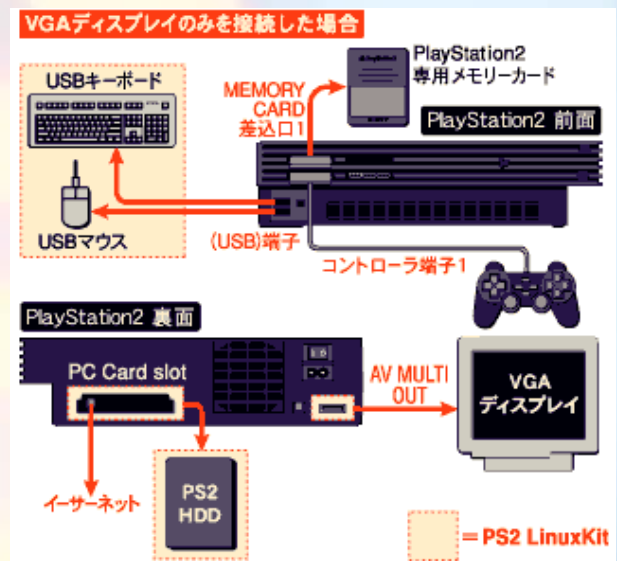 VGAディスプレイのみを接続した場合
USBキーボード
MEMORY
CARD
差込口1
PlayStation2
専用メモリーカード
PlayStation2 前面
USBマウス
(USB)端子
コントローラ端子1
PlayStation2 裏面
PC Card slot
AV MULTI
OUT
VGA
ディスプレイ
イーサーネット
PS2
HDD
= PS2 LinuxKit